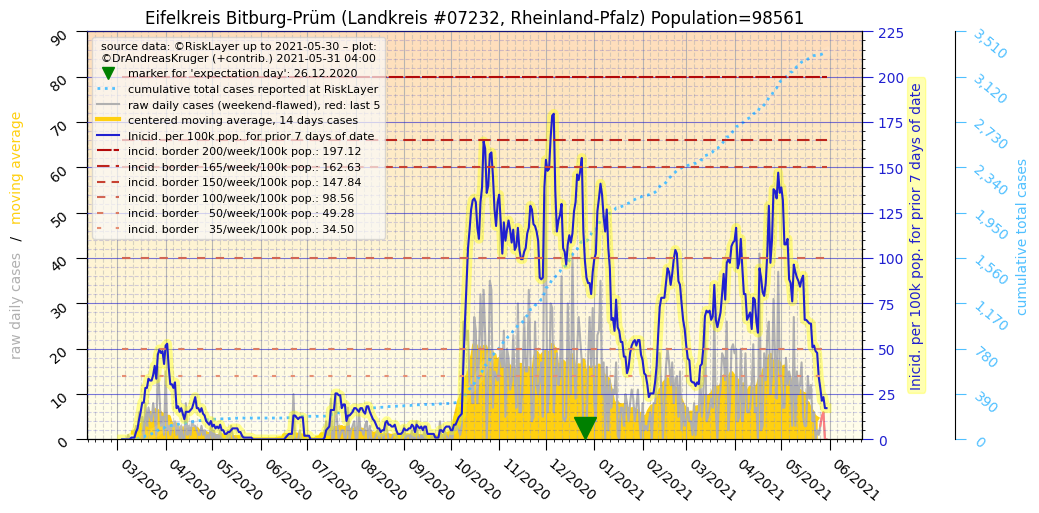 Eifelkreis Bitburg-Prüm (Landkreis #07232, Rheinland-Pfalz) Population=98561
source data: ©RiskLayer up to 2021-05-30 – plot:
©DrAndreasKruger (+contrib.) 2021-05-31 04:00
marker for 'expectation day': 26.12.2020
cumulative total cases reported at RiskLayer
raw daily cases (weekend-flawed), red: last 5
centered moving average, 14 days cases
Inicid. per 100k pop. for prior 7 days of date
incid. border 200/week/100k pop.: 197.12
incid. border 165/week/100k pop.: 162.63
incid. border 150/week/100k pop.: 147.84
incid. border 100/week/100k pop.: 98.56
incid. border 50/week/100k pop.: 49.28
incid. border 35/week/100k pop.: 34.50
raw daily cases / moving average
90
80
70
60
50
40
30
20
10
0
225
200
175
150
125
100
75
50
25
0
Inicid. per 100k pop. for prior 7 days of date
3,510
3,120
2,730
2,340
1,950
1,560
1,170
780
390
0
cumulative total cases
03/2020
04/2020
05/2020
06/2020
07/2020
08/2020
09/2020
10/2020
11/2020
12/2020
01/2021
02/2021
03/2021
04/2021
05/2021
06/2021